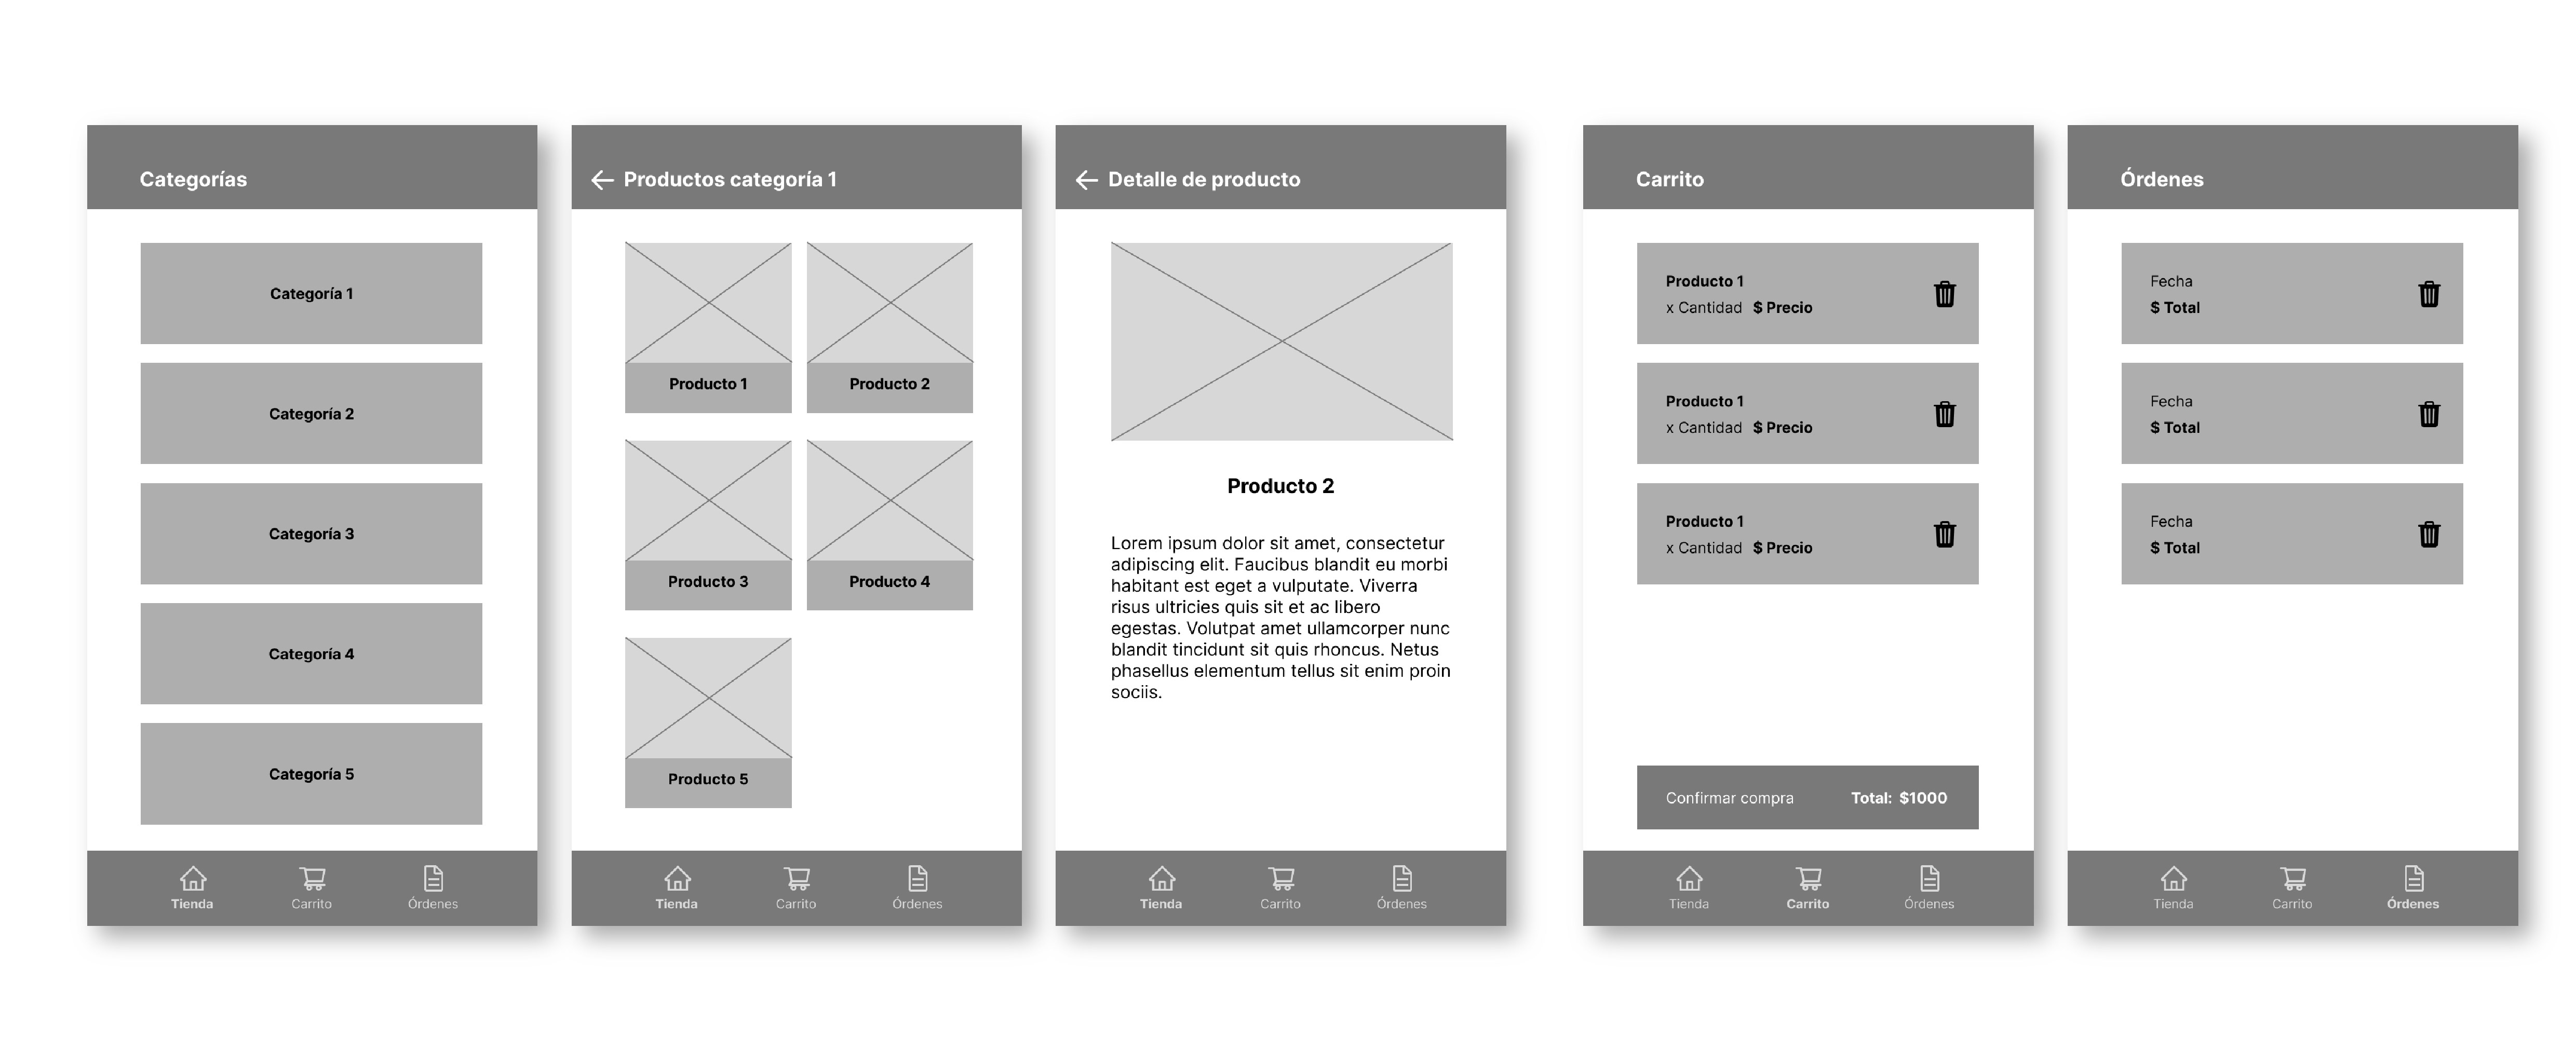 Categorías
Categoría 1
Categoría 2
Categoría 3
Categoría 4
Categoría 5
Tienda
Carrito
Órdenes
Productos categoría 1
Producto 1
Producto 2
Producto 3
Producto 4
Producto 5
Tienda
Carrito
Órdenes
Detalle de producto
Producto 2
Lorem ipsum dolor sit amet, consectetur
adipiscing elit. Faucibus blandit eu morbi
habitant est eget a vulputate. Viverra
risus ultricies quis sit et ac libero
egestas. Volutpat amet ullamcorper nunc
blandit tincidunt sit quis rhoncus. Netus
phasellus elementum tellus sit enim proin
sociis.
Tienda
Carrito
Órdenes
Carrito
Producto 1
x Cantidad $ Precio
Producto 1
x Cantidad $ Precio
Producto 1
x Cantidad $ Precio
Confirmar compra Total: $1000
Tienda
Carrito
Órdenes
Órdenes
Fecha
$ Total
Fecha
$ Total
Fecha
$ Total
Tienda
Carrito
Órdenes